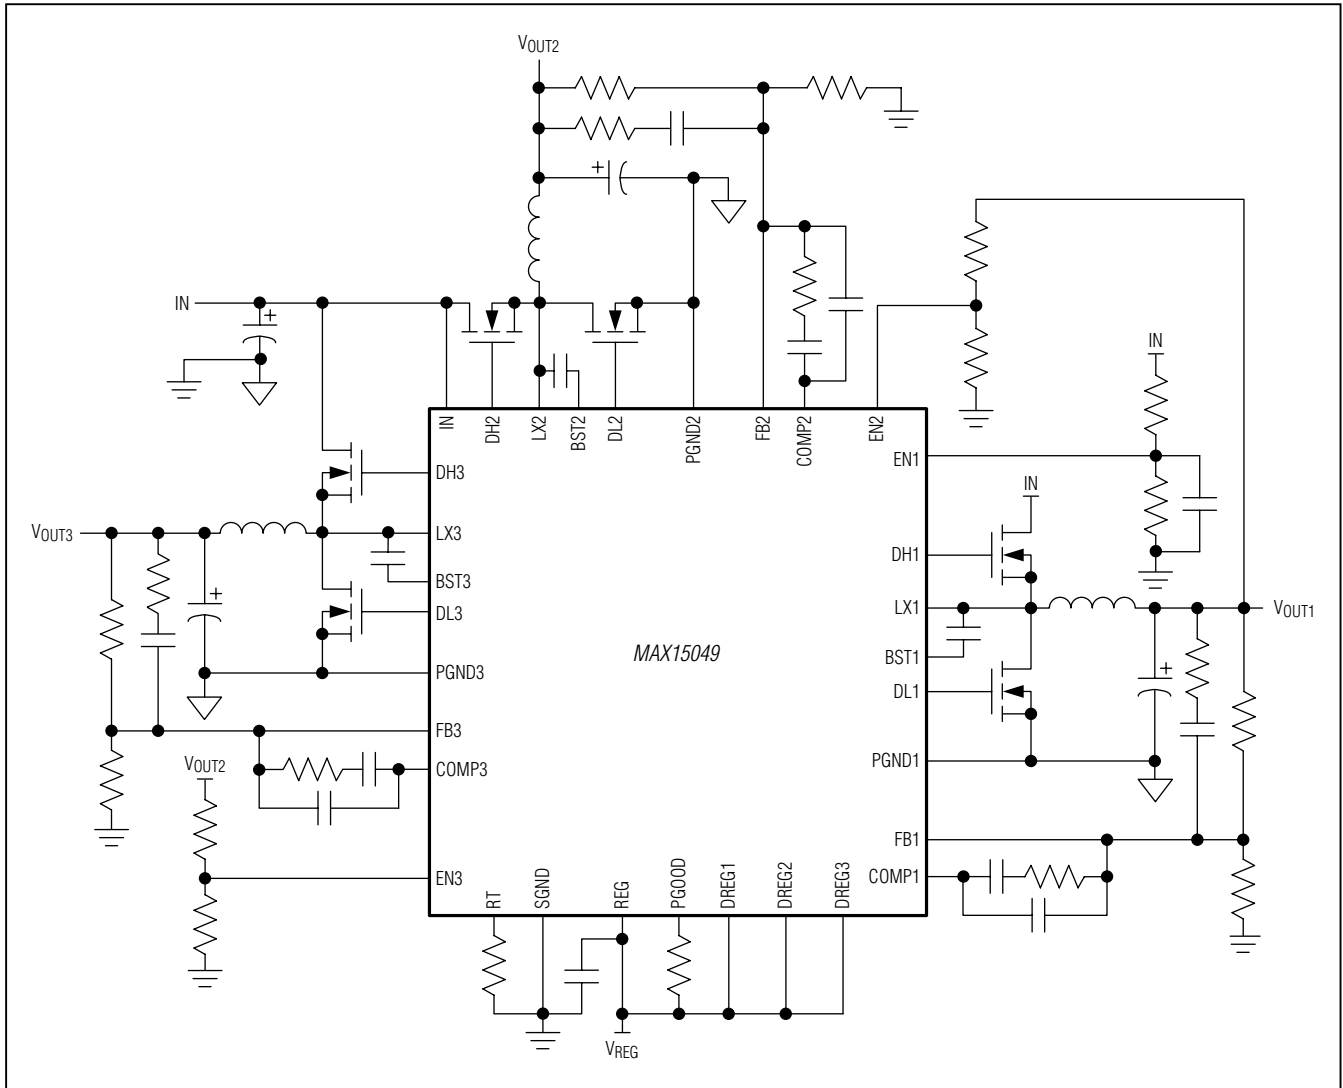 VOUT2
+
IN
+
IN
IN
DH2
LX2
BST2
DL2
PGND2
FB2
COMP2
EN2
EN1
DH3
IN
VOUT3
LX3
DH1
BST3
+
DL3
LX1
VOUT1
MAX15049
BST1
PGND3
+
DL1
FB3
PGND1
VOUT2
COMP3
FB1
EN3
COMP1
RT
SGND
REG
PGOOD
DREG1
DREG2
DREG3
VREG